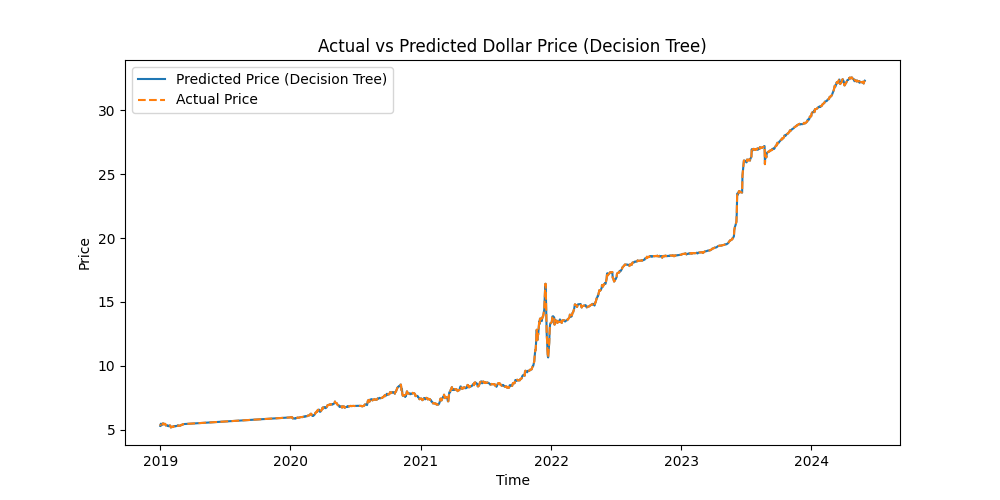 Actual vs Predicted Dollar Price (Decision Tree)
Predicted Price (Decision Tree)
Actual Price
Price
30
25
20
15
10
5
2019 2020 2021 2022 2023 2024
Time